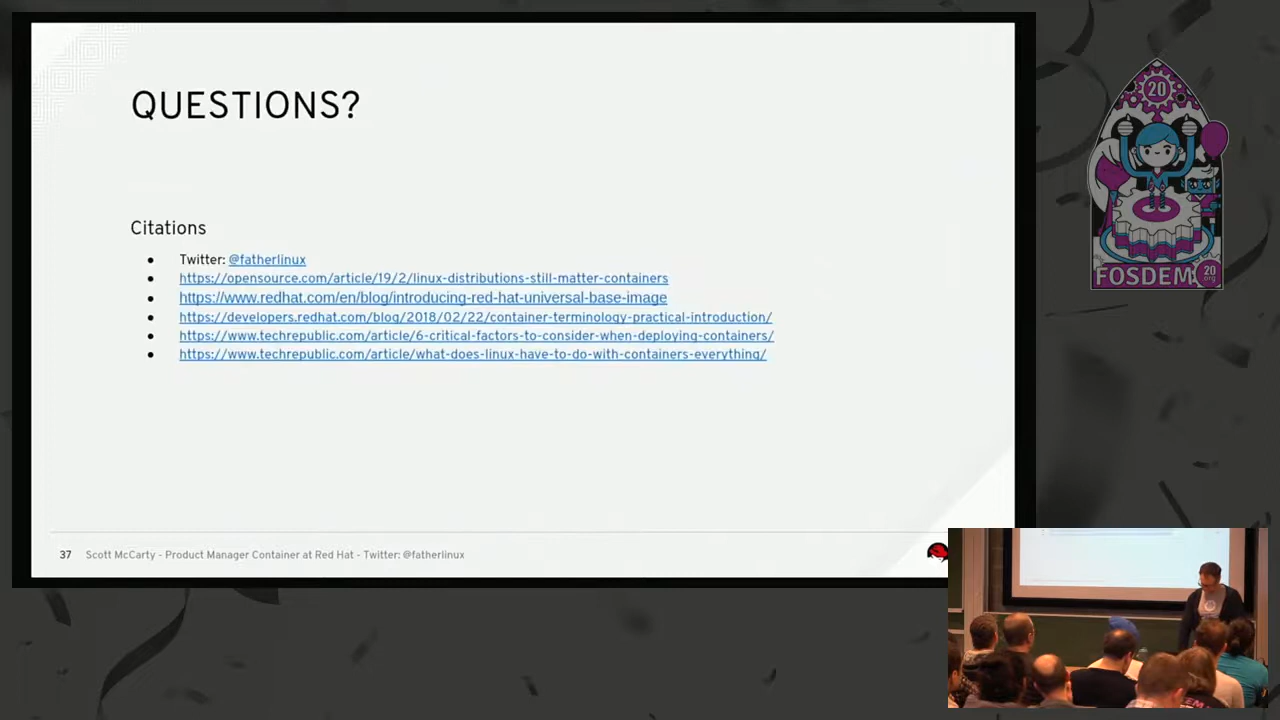 QUESTIONS?
Citations
● Twitter: @fatherlinux
● https://opensource.com/article/19/2/linux-distributions-still-matter-containers
● https://www.redhat.com/en/blog/introducing-red-hat-universal-base-image
● https://developers.redhat.com/blog/2018/02/22/container-terminology-practical-introduction/
● https://www.techrepublic.com/article/6-critical-factors-to-consider-when-deploying-containers/
● https://www.techrepublic.com/article/what-does-linux-have-to-do-with-containers-everything/
37 Scott McCarty - Product Manager Container at Red Hat - Twitter: @fatherlinux
20
FOSDEM 20
.org